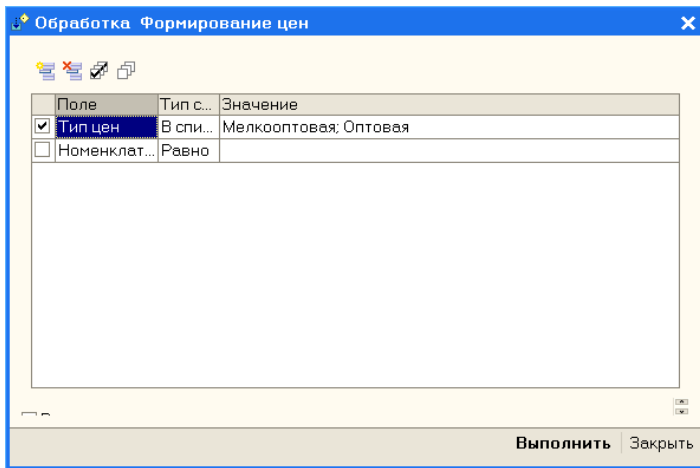 Обработка Формирование цен
Поле Тип с... Значение
Тип цен В спи... Мелкооптовая; Оптовая
Номенклат... Равно
Выполнить Закрыть